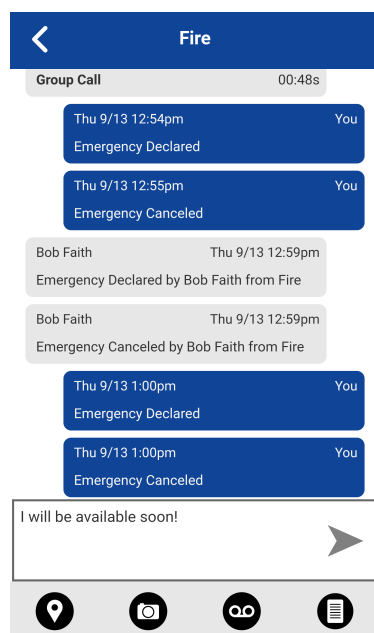 Fire
Group Call 00:48s
Thu 9/13 12:54pm You
Emergency Declared
Thu 9/13 12:55pm You
Emergency Canceled
Bob Faith Thu 9/13 12:59pm
Emergency Declared by Bob Faith from Fire
Bob Faith Thu 9/13 12:59pm
Emergency Canceled by Bob Faith from Fire
Thu 9/13 1:00pm You
Emergency Declared
Thu 9/13 1:00pm You
Emergency Canceled
I will be available soon!